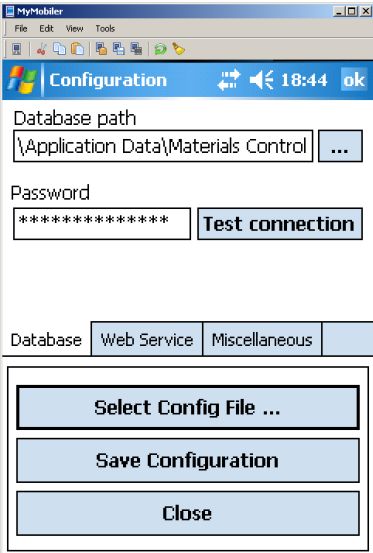 MyMobiler
File Edit View Tools
Configuration 18:44 ok
Database path
\Application Data\Materials Control ...
Password
************** Test connection
Database Web Service Miscellaneous
Select Config File ...
Save Configuration
Close